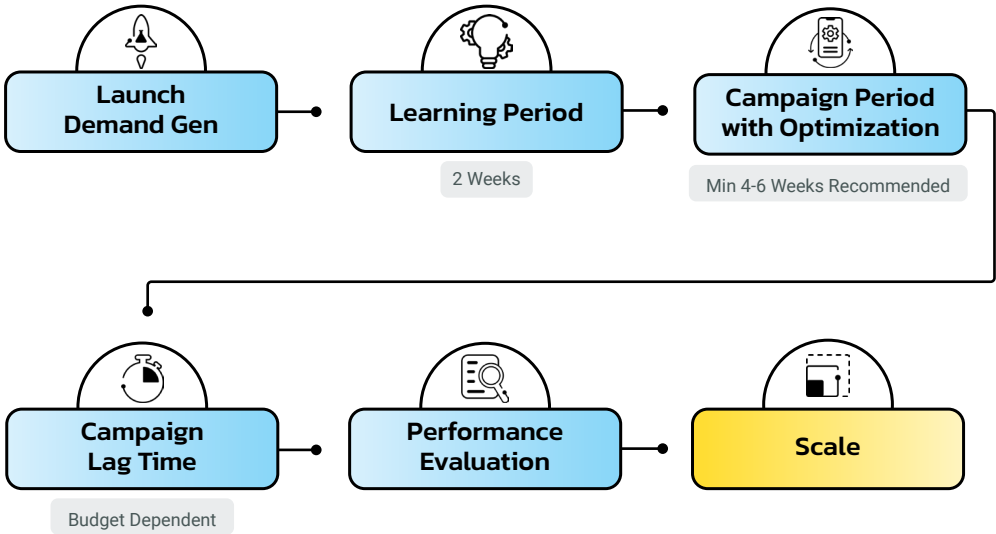 Launch
Demand Gen
Learning Period
2 Weeks
Campaign Period
with Optimization
Min 4-6 Weeks Recommended
Campaign
Lag Time
Budget Dependent
Performance
Evaluation
Scale